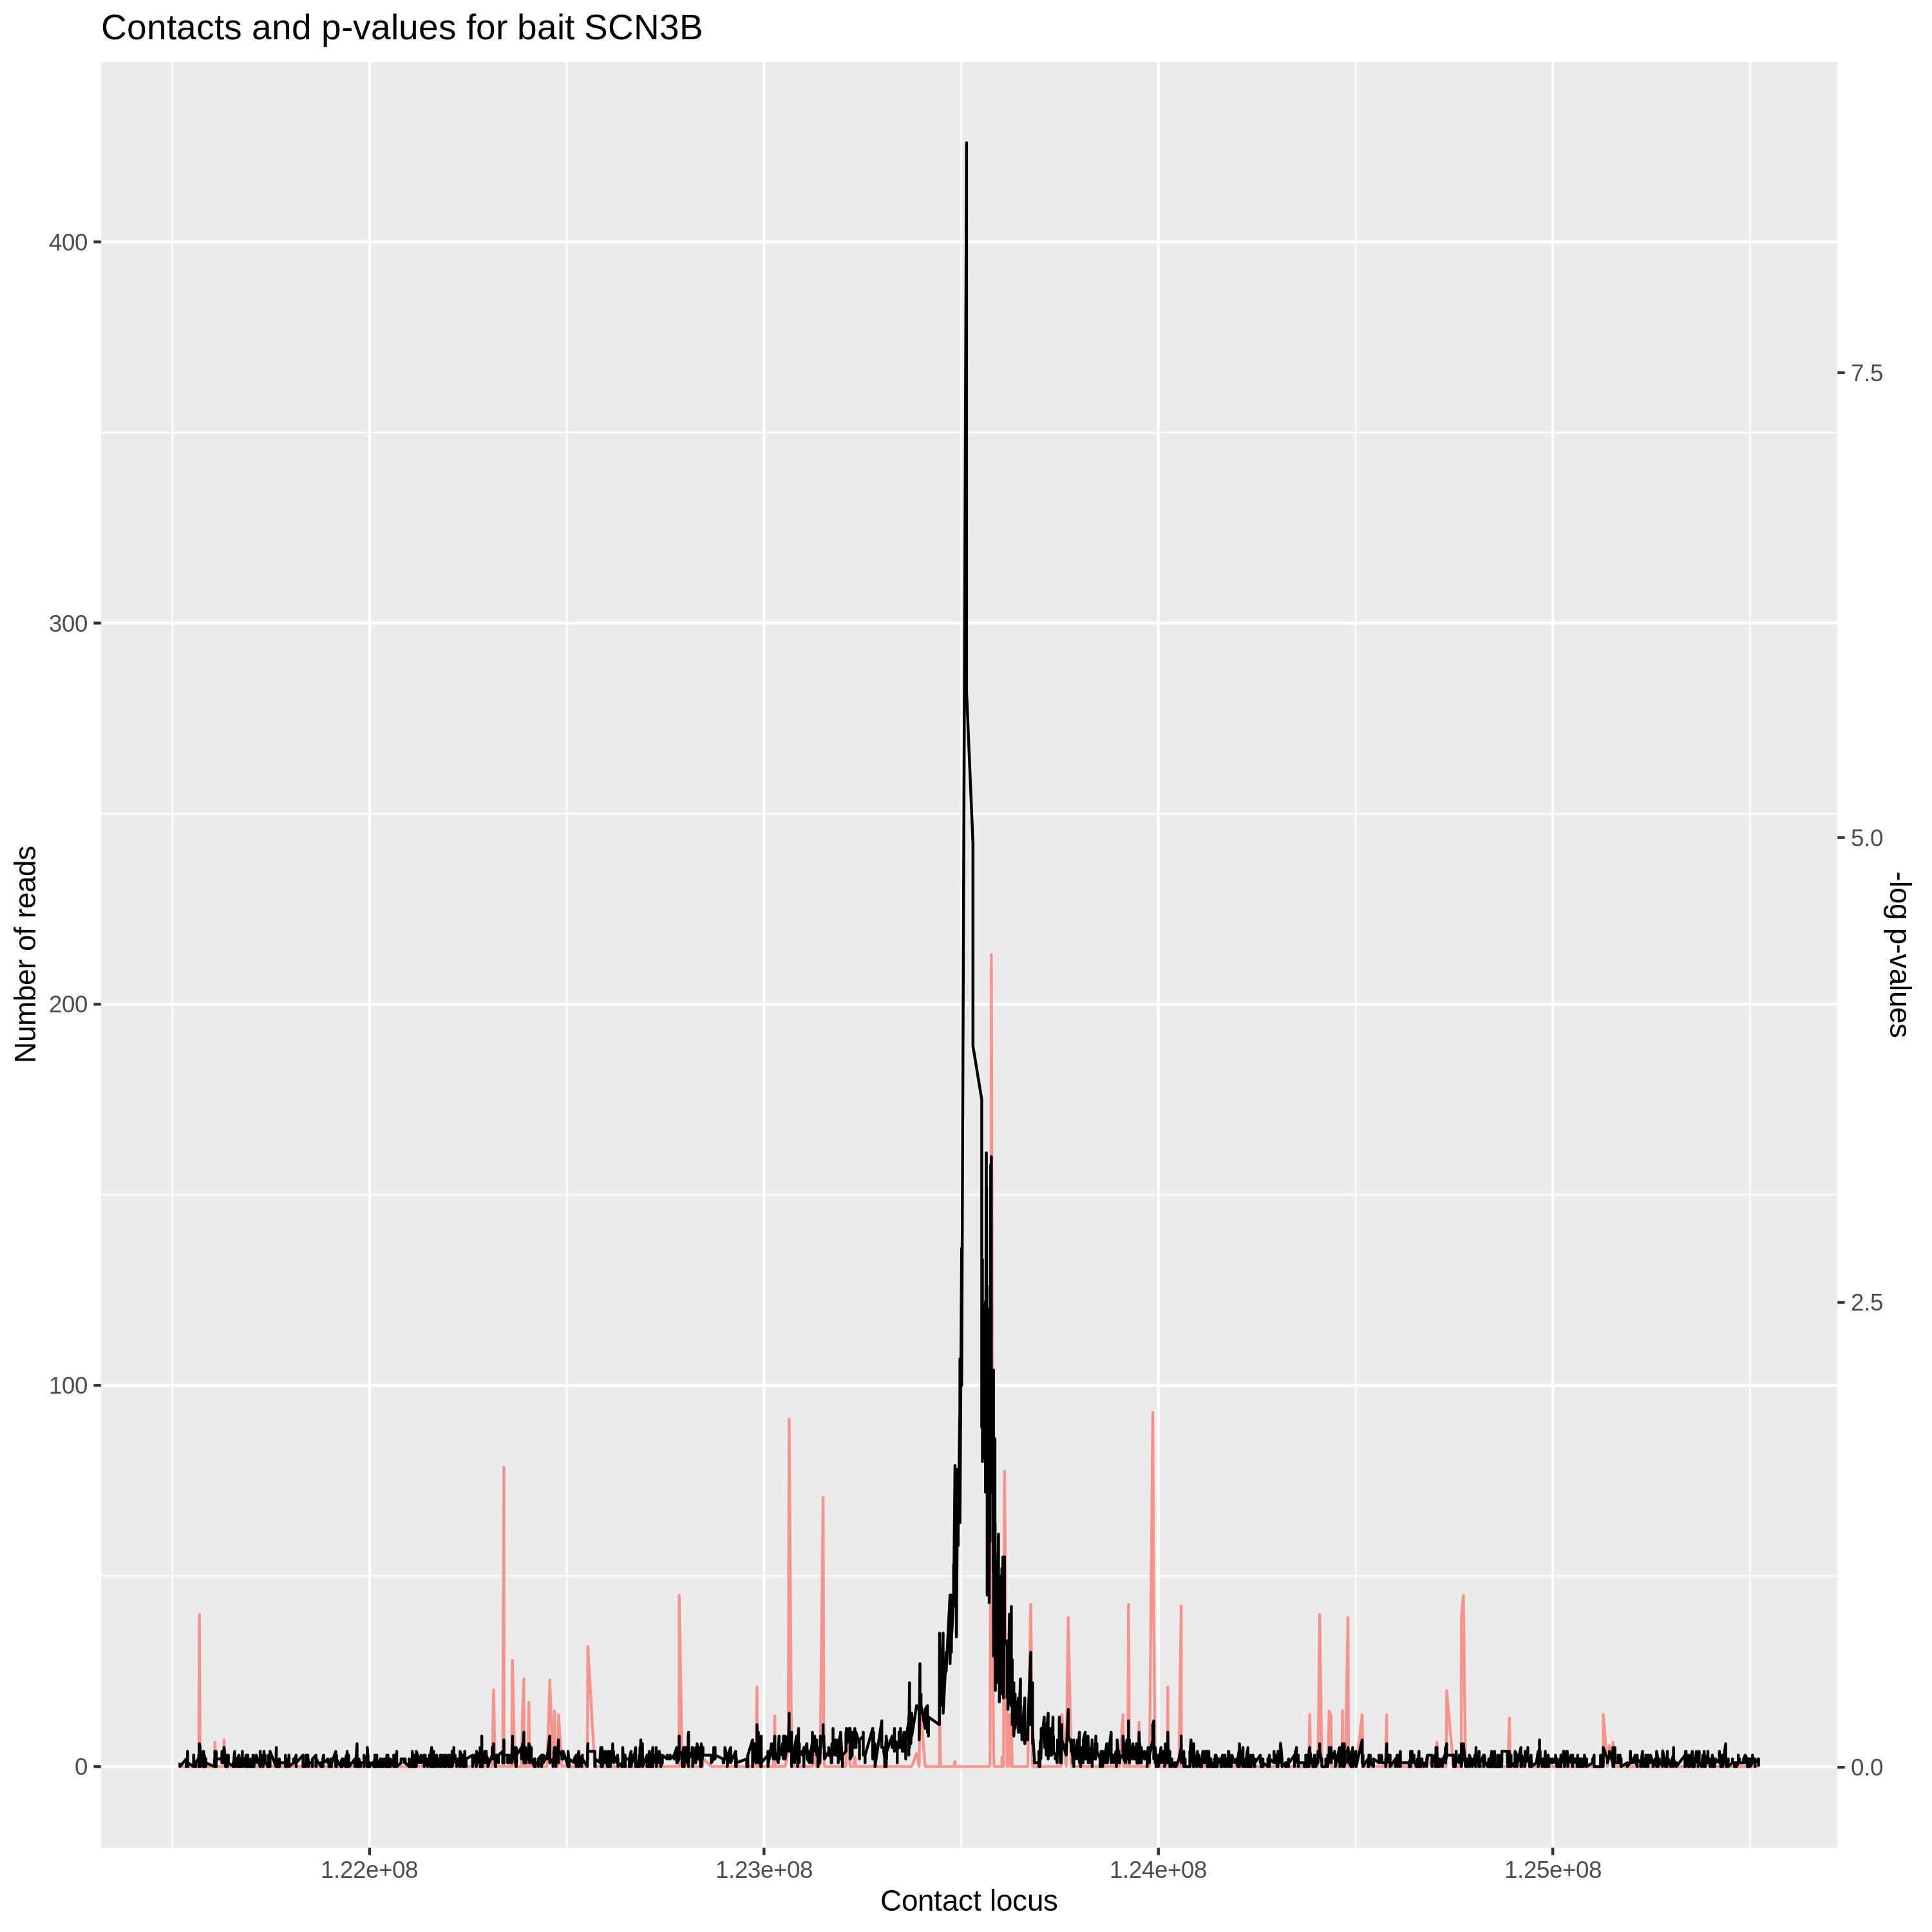 Contacts and p-values for bait SCN3B
400
300
200
100
0
Number of reads
7.5
5.0
2.5
0.0
-log p-values
1.22e+08
1.23e+08
1.24e+08
1.25e+08
Contact locus